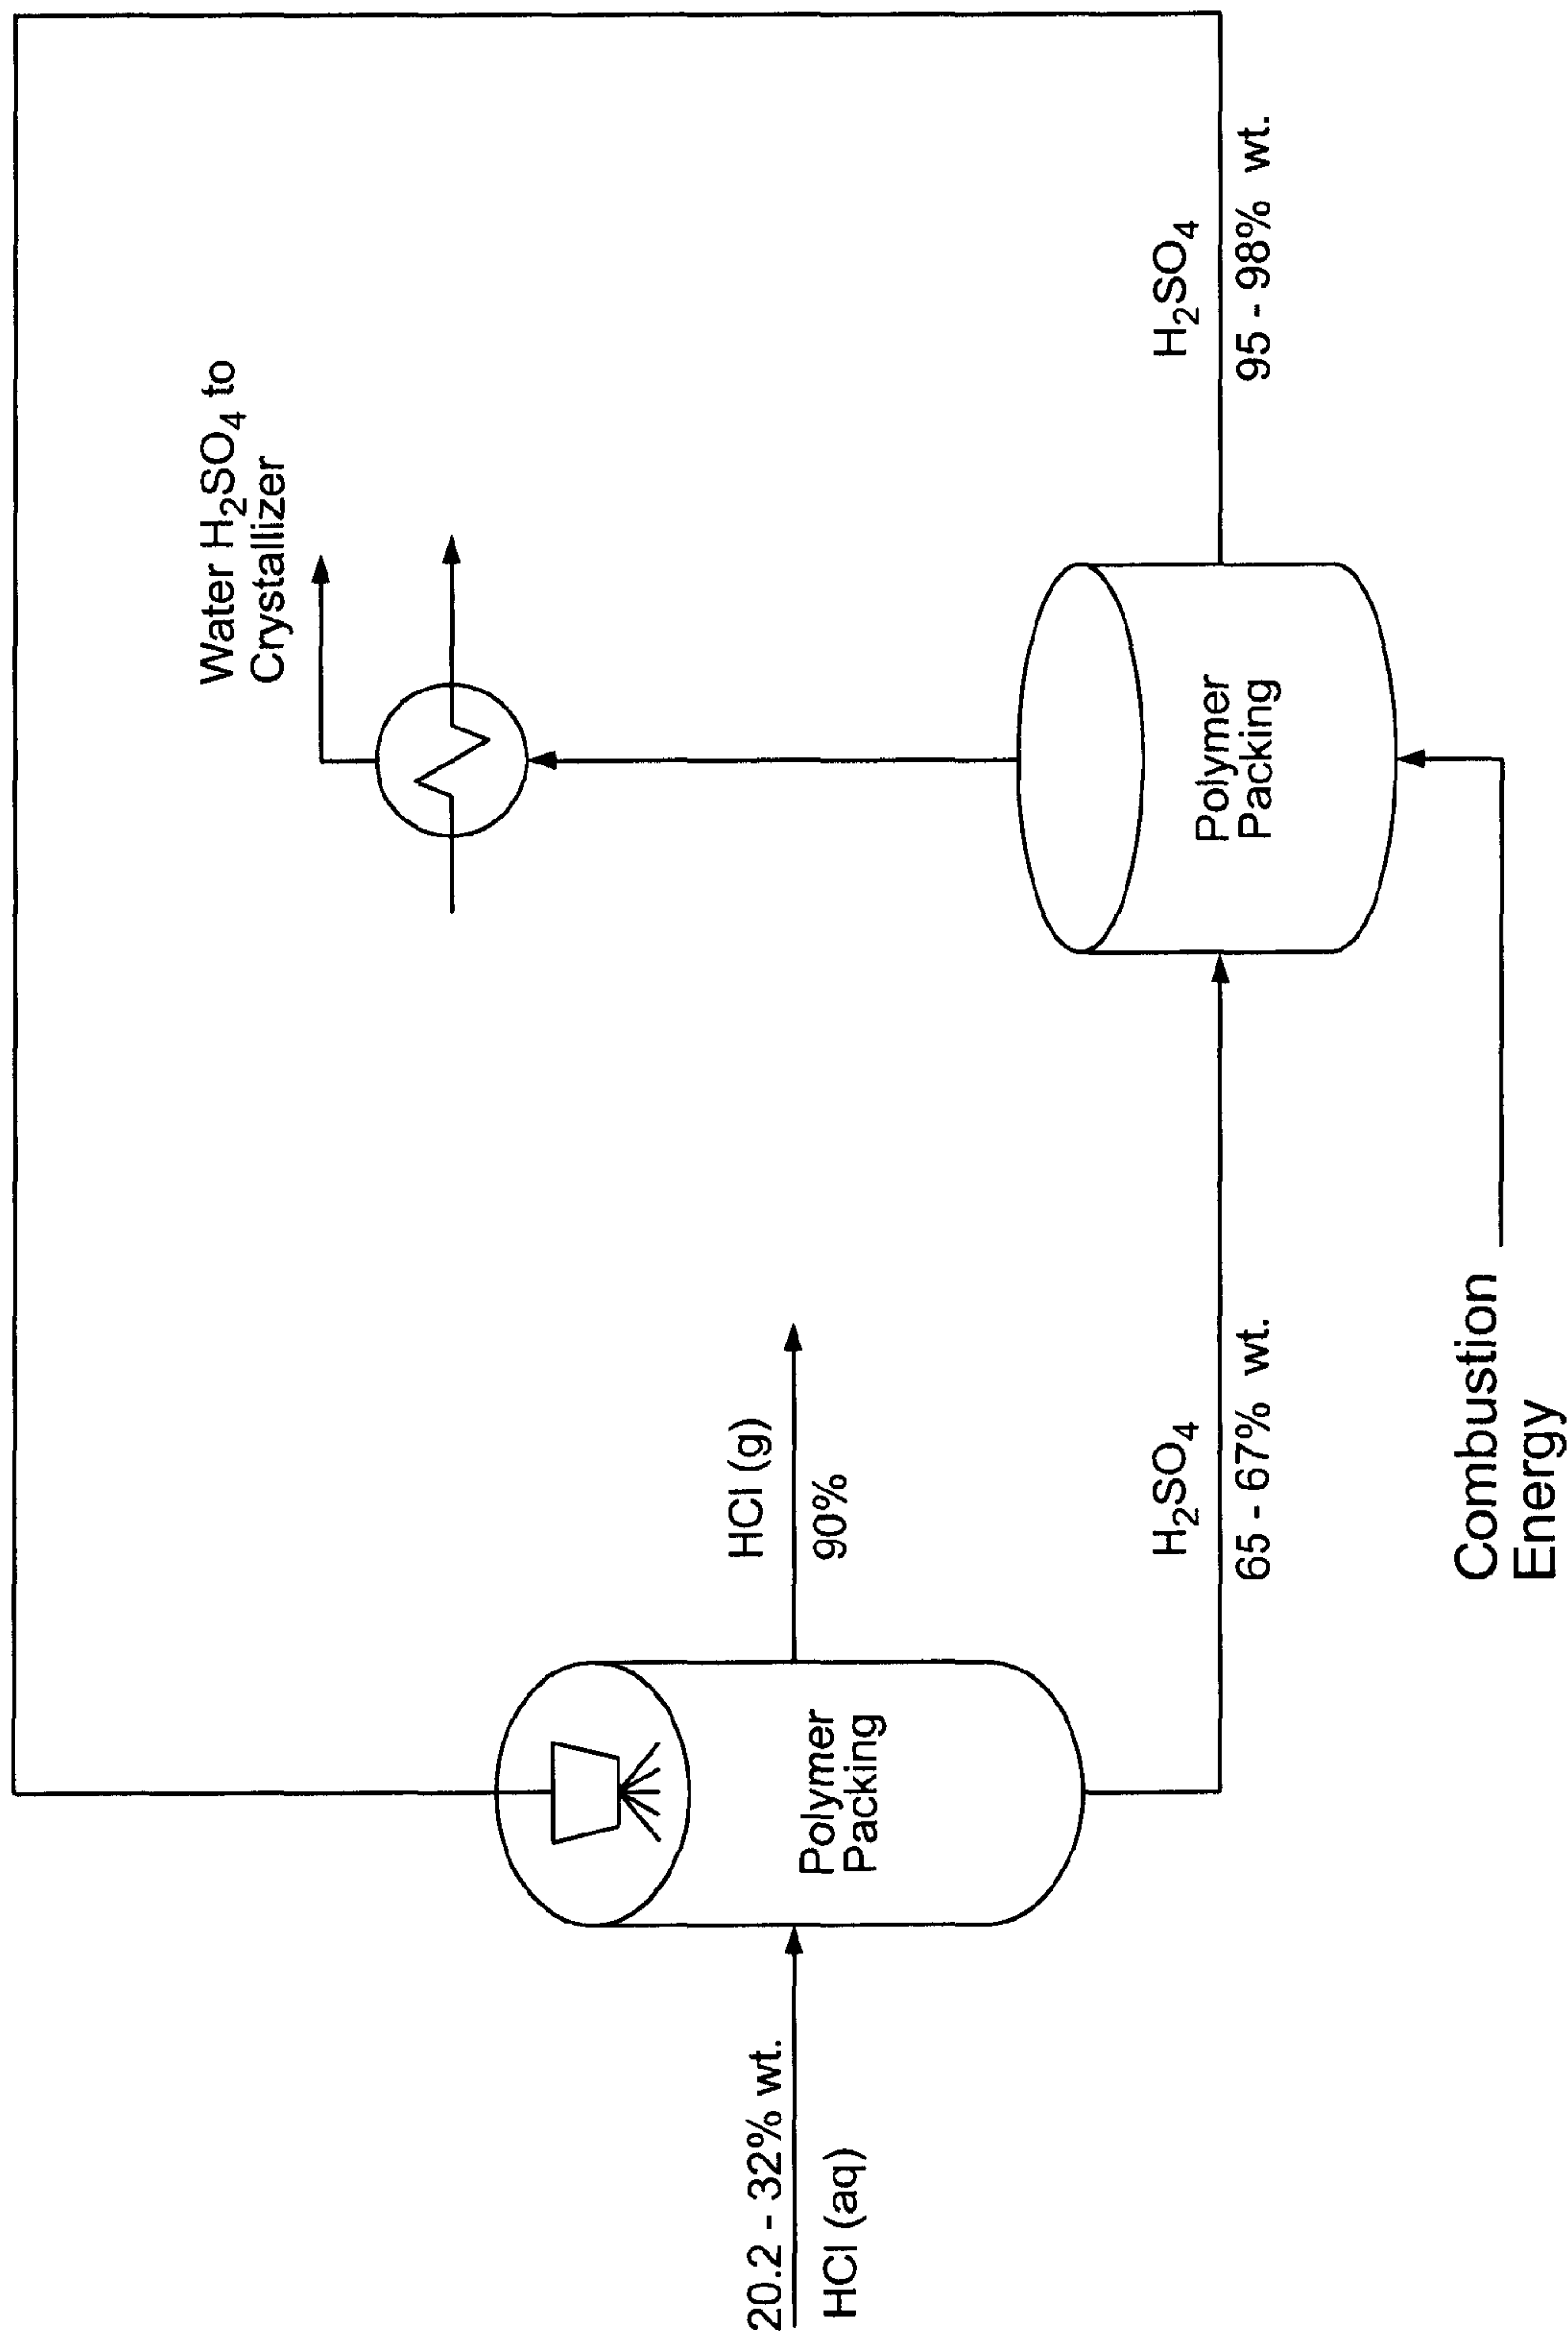 Water H₂SO₄ to
Crystallizer
20.2 - 32% wt.
HCl (aq)
Polymer
Packing
HCl (g)
90%
H₂SO₄
65 - 67% wt.
Polymer
Packing
H₂SO₄
95 - 98% wt.
Combustion
Energy